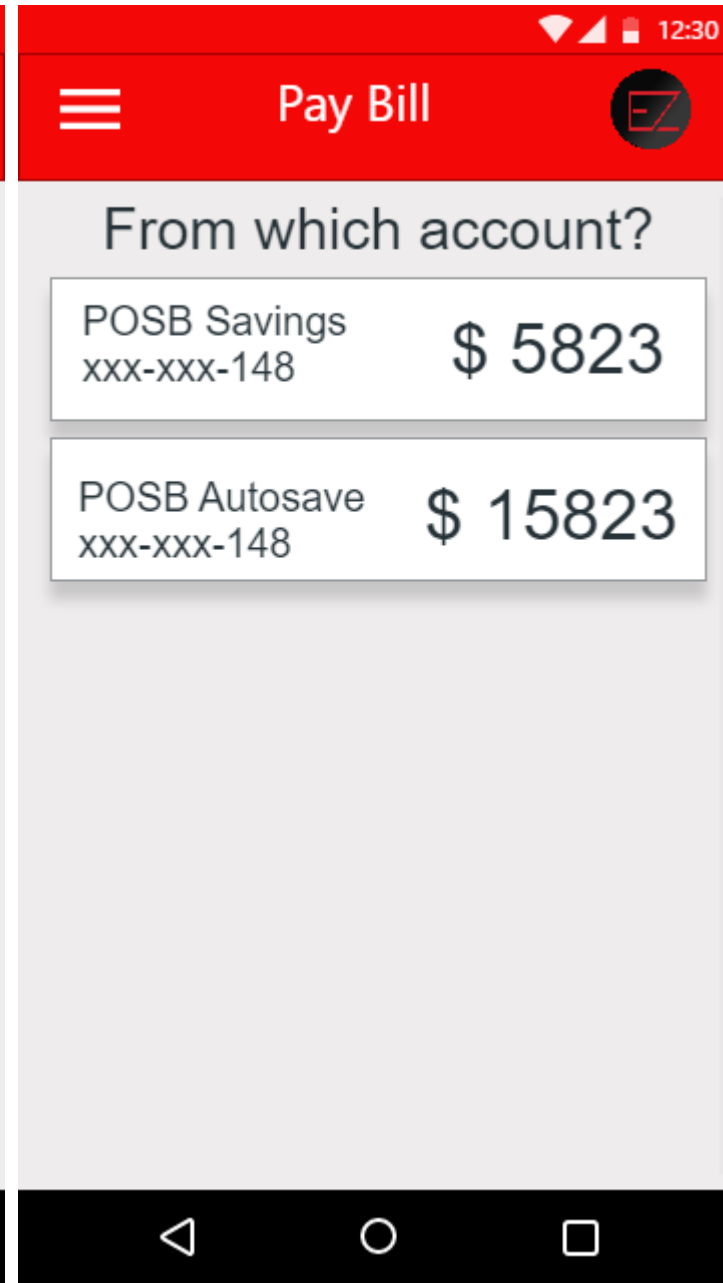 12:30
Pay Bill
EZ
From which account?
POSB Savings
xxx-xxx-148
$ 5823
POSB Autosave
xxx-xxx-148
$ 15823